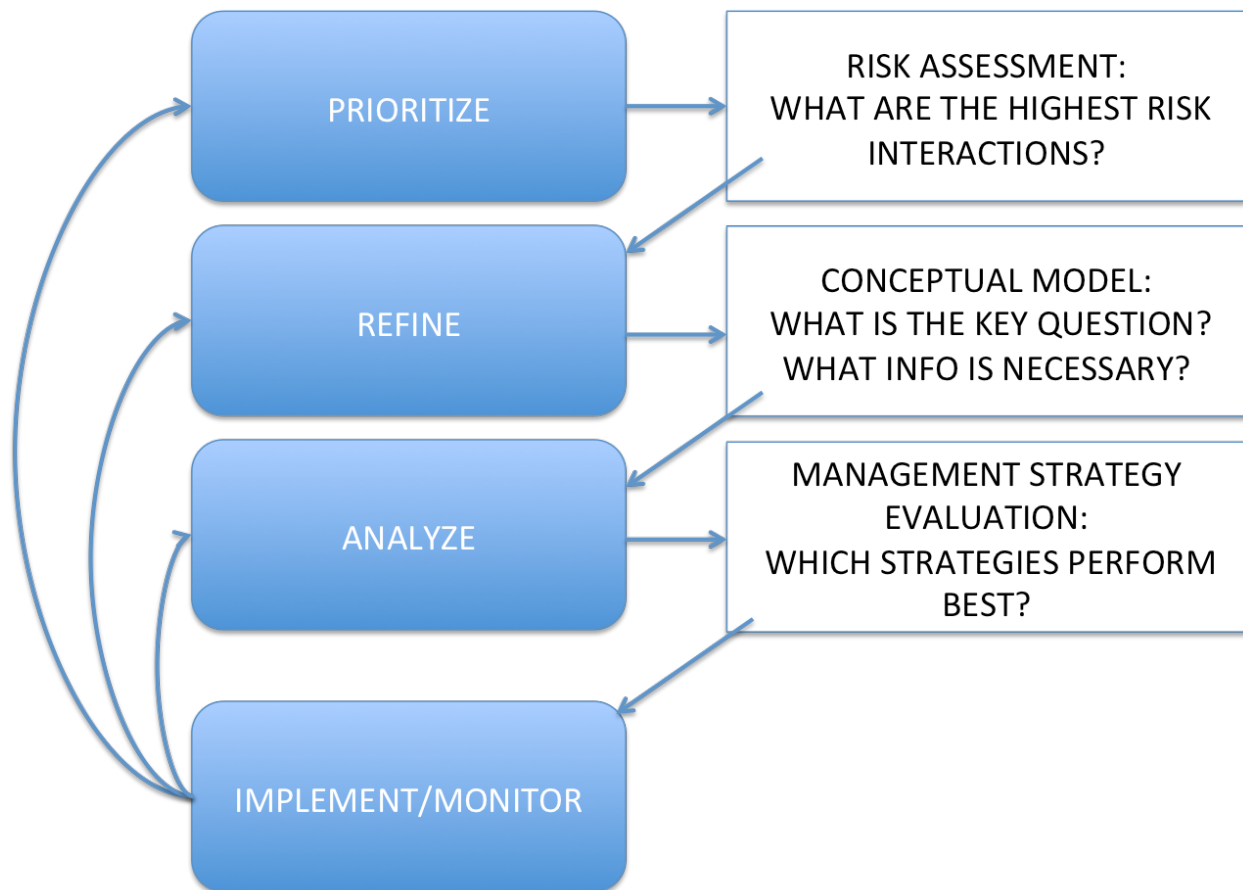 PRIORITIZE
RISK ASSESSMENT:
WHAT ARE THE HIGHEST RISK
INTERACTIONS?
REFINE
CONCEPTUAL MODEL:
WHAT IS THE KEY QUESTION?
WHAT INFO IS NECESSARY?
ANALYZE
MANAGEMENT STRATEGY
EVALUATION:
WHICH STRATEGIES PERFORM
BEST?
IMPLEMENT/MONITOR